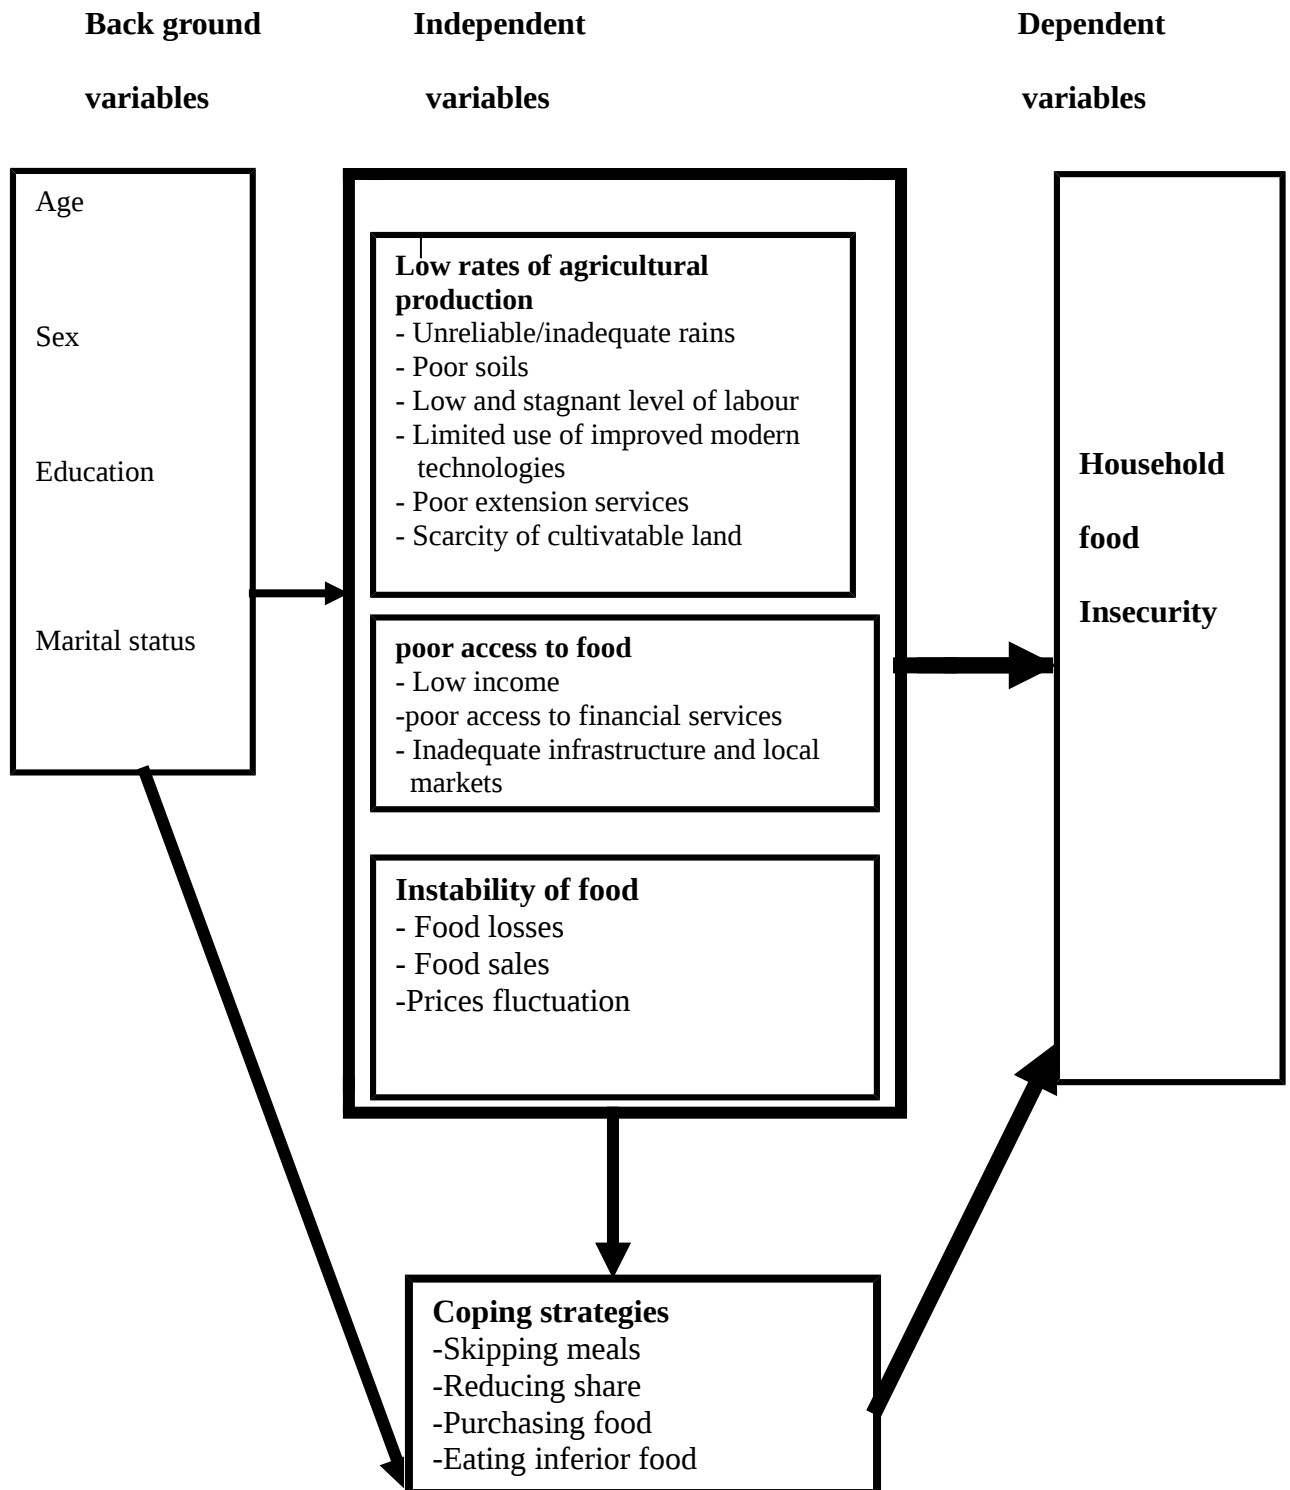 Back ground
variables
Independent
variables
Dependent
variables
Age
Sex
Education
Marital status
Low rates of agricultural
production
- Unreliable/inadequate rains
- Poor soils
- Low and stagnant level of labour
- Limited use of improved modern
technologies
- Poor extension services
- Scarcity of cultivatable land
poor access to food
- Low income
-poor access to financial services
- Inadequate infrastructure and local
markets
Instability of food
- Food losses
- Food sales
-Prices fluctuation
Household
food
Insecurity
Coping strategies
-Skipping meals
-Reducing share
-Purchasing food
-Eating inferior food